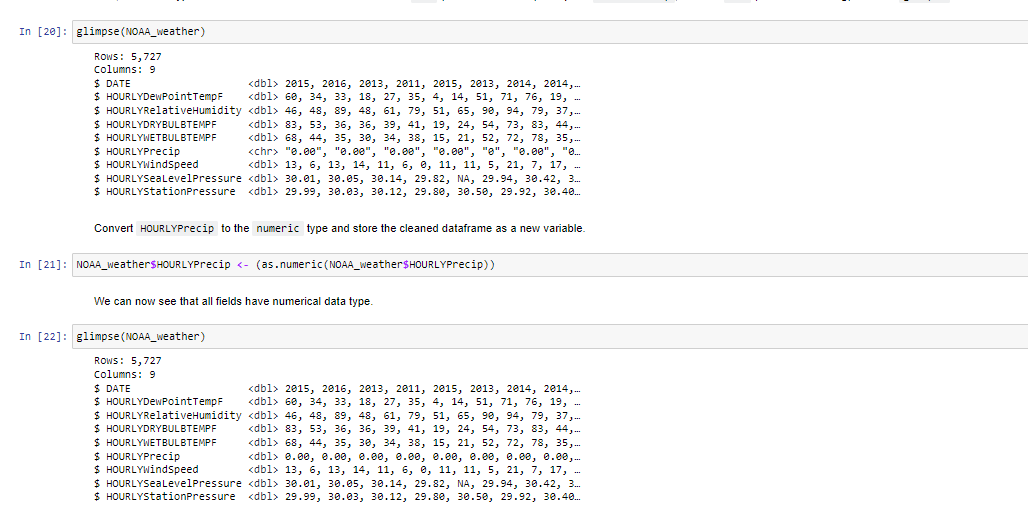 In [20]: glimpse(NOAA_weather)
Rows: 5,727
Columns: 9
$ DATE <dbl> 2015, 2016, 2013, 2011, 2015, 2013, 2014, 2014,…
$ HOURLYDewPointTempF <dbl> 60, 34, 33, 18, 27, 35, 4, 14, 51, 71, 76, 19, …
$ HOURLYRelativeHumidity <dbl> 46, 48, 89, 48, 61, 79, 51, 65, 90, 94, 79, 37,…
$ HOURLYDRYBULBTEMPF <dbl> 83, 53, 36, 36, 39, 41, 19, 24, 54, 73, 83, 44,…
$ HOURLYWETBULBTEMPF <dbl> 68, 44, 35, 30, 34, 38, 15, 21, 52, 72, 78, 35,…
$ HOURLYPrecip <chr> "0.00", "0.00", "0.00", "0.00", "0", "0.00", "0…
$ HOURLYWindSpeed <dbl> 13, 6, 13, 14, 11, 6, 0, 11, 11, 5, 21, 7, 17, …
$ HOURLYSeaLevelPressure <dbl> 30.01, 30.05, 30.14, 29.82, NA, 29.94, 30.42, 3…
$ HOURLYStationPressure <dbl> 29.99, 30.03, 30.12, 29.80, 30.50, 29.92, 30.40…
Convert HOURLYPrecip to the numeric type and store the cleaned dataframe as a new variable.
In [21]: NOAA_weather$HOURLYPrecip <- (as.numeric(NOAA_weather$HOURLYPrecip))
We can now see that all fields have numerical data type.
In [22]: glimpse(NOAA_weather)
Rows: 5,727
Columns: 9
$ DATE <dbl> 2015, 2016, 2013, 2011, 2015, 2013, 2014, 2014,…
$ HOURLYDewPointTempF <dbl> 60, 34, 33, 18, 27, 35, 4, 14, 51, 71, 76, 19, …
$ HOURLYRelativeHumidity <dbl> 46, 48, 89, 48, 61, 79, 51, 65, 90, 94, 79, 37,…
$ HOURLYDRYBULBTEMPF <dbl> 83, 53, 36, 36, 39, 41, 19, 24, 54, 73, 83, 44,…
$ HOURLYWETBULBTEMPF <dbl> 68, 44, 35, 30, 34, 38, 15, 21, 52, 72, 78, 35,…
$ HOURLYPrecip <dbl> 0.00, 0.00, 0.00, 0.00, 0.00, 0.00, 0.00, 0.00,…
$ HOURLYWindSpeed <dbl> 13, 6, 13, 14, 11, 6, 0, 11, 11, 5, 21, 7, 17, …
$ HOURLYSeaLevelPressure <dbl> 30.01, 30.05, 30.14, 29.82, NA, 29.94, 30.42, 3…
$ HOURLYStationPressure <dbl> 29.99, 30.03, 30.12, 29.80, 30.50, 29.92, 30.40…